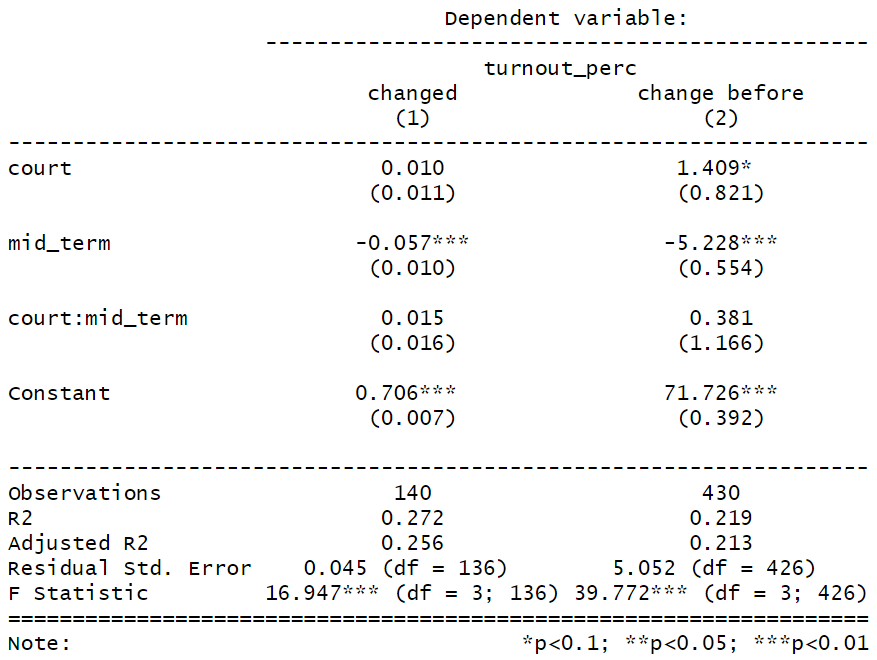 Dependent variable:
-----------------------------------------------
turnout_perc
changed change before
(1) (2)
-------------------------------------------------------------------
court 0.010 1.409*
(0.011) (0.821)
mid_term -0.057*** -5.228***
(0.010) (0.554)
court:mid_term 0.015 0.381
(0.016) (1.166)
Constant 0.706*** 71.726***
(0.007) (0.392)
-------------------------------------------------------------------
Observations 140 430
R2 0.272 0.219
Adjusted R2 0.256 0.213
Residual Std. Error 0.045 (df = 136) 5.052 (df = 426)
F Statistic 16.947*** (df = 3; 136) 39.772*** (df = 3; 426)
===================================================================
Note: *p<0.1; **p<0.05; ***p<0.01